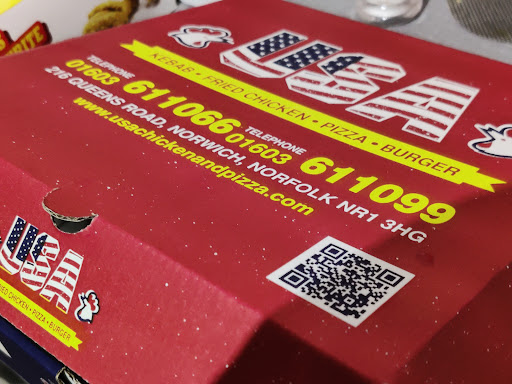 USA
KEBAB • FRIED CHICKEN • PIZZA • BURGER
TELEPHONE TELEPHONE
01603 611066 01603 611099
216 QUEENS ROAD, NORWICH, NORFOLK NR1 3HG
www.usachickenandpizza.com
USA
FRIED CHICKEN • PIZZA • BURGER